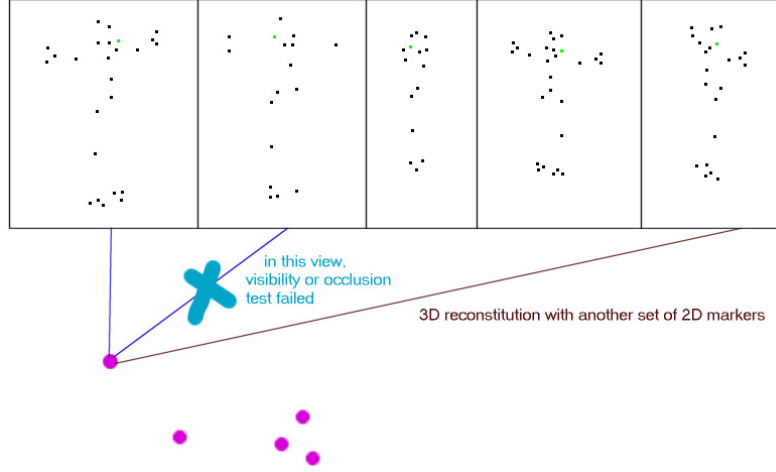 in this view,
visibility or occlusion
test failed
3D reconstitution with another set of 2D markers